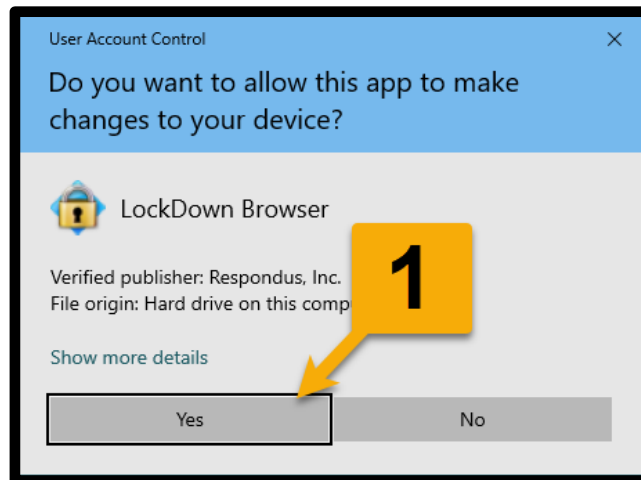 User Account Control
Do you want to allow this app to make
changes to your device?
LockDown Browser
Verified publisher: Respondus, Inc.
File origin: Hard drive on this comp
1
Show more details
Yes
No